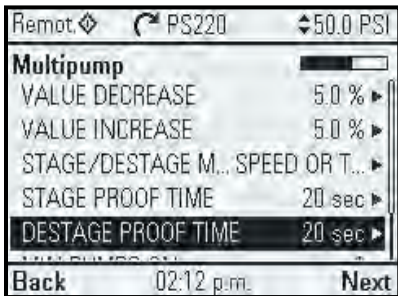 Remot. PS220 50.0 PSI
Multipump
VALUE DECREASE 5.0 %
VALUE INCREASE 5.0 %
STAGE/DESTAGE M... SPEED OR T...
STAGE PROOF TIME 20 sec
DESTAGE PROOF TIME 20 sec
Back 02:12 p.m. Next